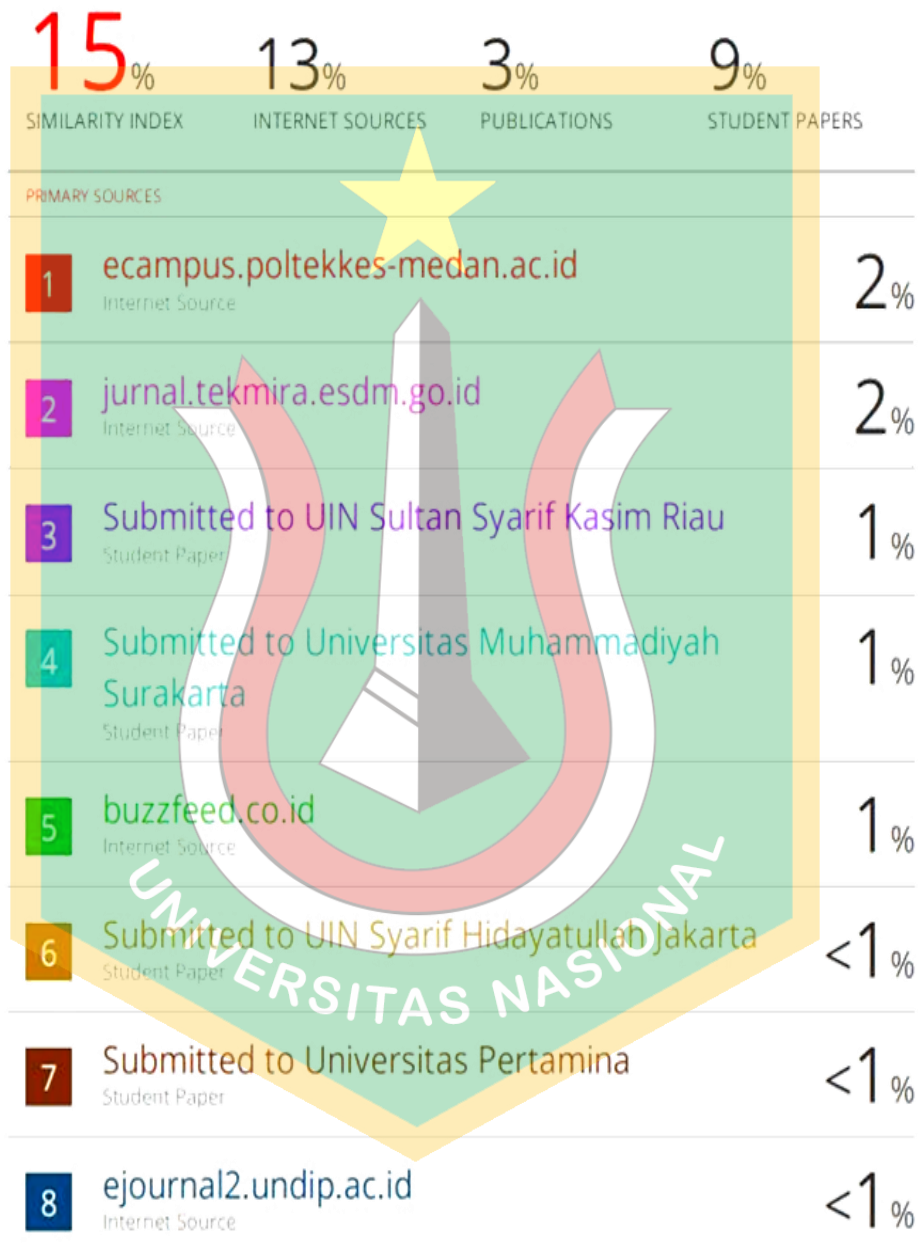 15%
13%
3%
9%
SIMILARITY INDEX
INTERNET SOURCES
PUBLICATIONS
STUDENT PAPERS
PRIMARY SOURCES
1
ecampus.poltekkes-medan.ac.id
Internet Source
2%
2
jurnal.tekmira.esdm.go.id
Internet Source
2%
3
Submitted to UIN Sultan Syarif Kasim Riau
Student Paper
1%
4
Submitted to Universitas Muhammadiyah
Surakarta
Student Paper
1%
5
buzzfeed.co.id
Internet Source
1%
6
Submitted to UIN Syarif Hidayatullah Jakarta
Student Paper
<1%
7
Submitted to Universitas Pertamina
Student Paper
<1%
8
ejournal2.undip.ac.id
Internet Source
<1%
UNIVERSITAS NASIONAL